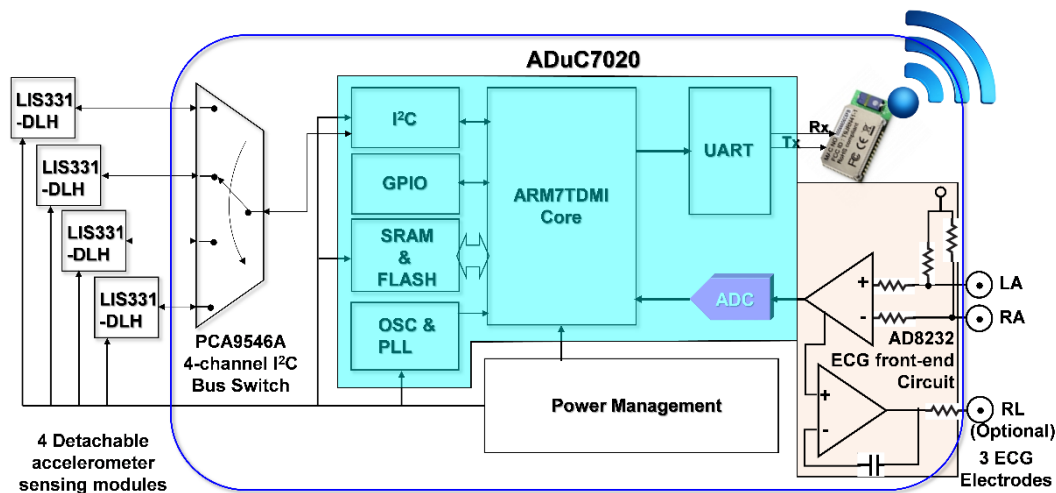 ADuC7020
LIS331
-DLH
LIS331
-DLH
LIS331
-DLH
LIS331
-DLH
I²C
GPIO
SRAM
&
FLASH
OSC &
PLL
ARM7TDMI
Core
UART
Rx
Tx
ADC
+
-
LA
RA
AD8232
ECG front-end
Circuit
+
-
RL
(Optional)
3 ECG
Electrodes
PCA9546A
4-channel I²C
Bus Switch
Power Management
4 Detachable
accelerometer
sensing modules